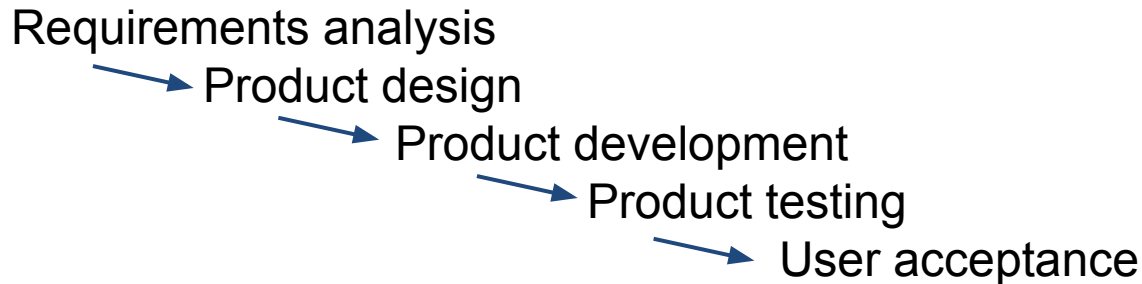 Requirements analysis
Product design
Product development
Product testing
User acceptance